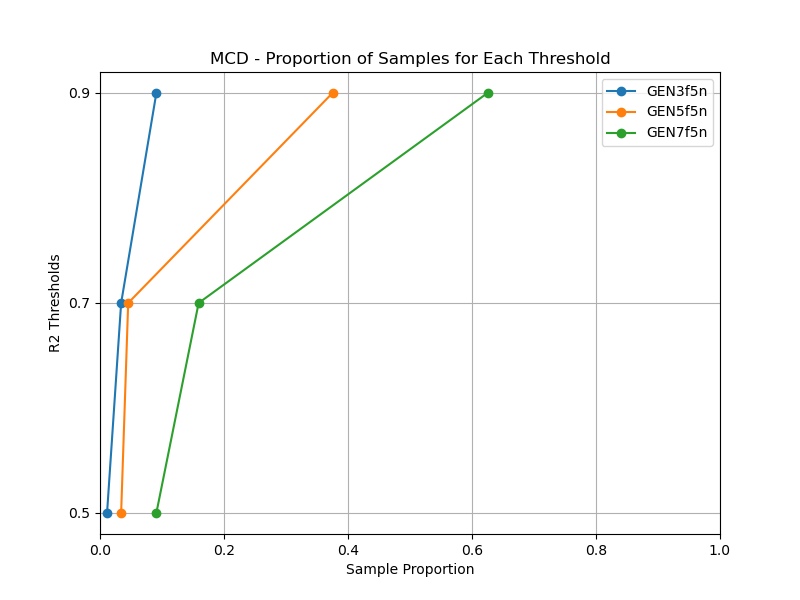 MCD - Proportion of Samples for Each Threshold
GEN3f5n
GEN5f5n
GEN7f5n
R2 Thresholds
0.9
0.7
0.5
0.0 0.2 0.4 0.6 0.8 1.0
Sample Proportion